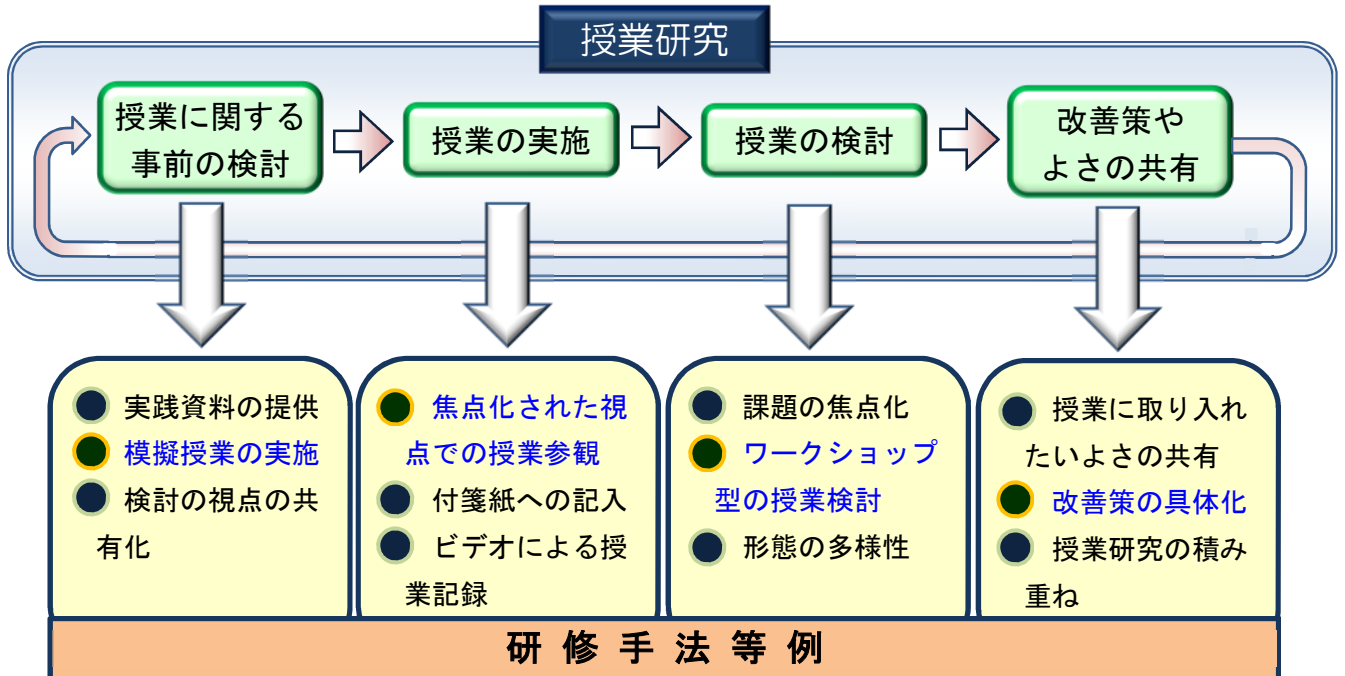 授業研究
授業に関する
事前の検討
授業の実施
授業の検討
改善策や
よさの共有
実践資料の提供
模擬授業の実施
検討の視点の共
有化
焦点化された視
点での授業参観
付箋紙への記入
ビデオによる授
業記録
課題の焦点化
ワークショップ
型の授業検討
形態の多様性
授業に取り入れ
たいよさの共有
改善策の具体化
授業研究の積み
重ね
研修手法等例